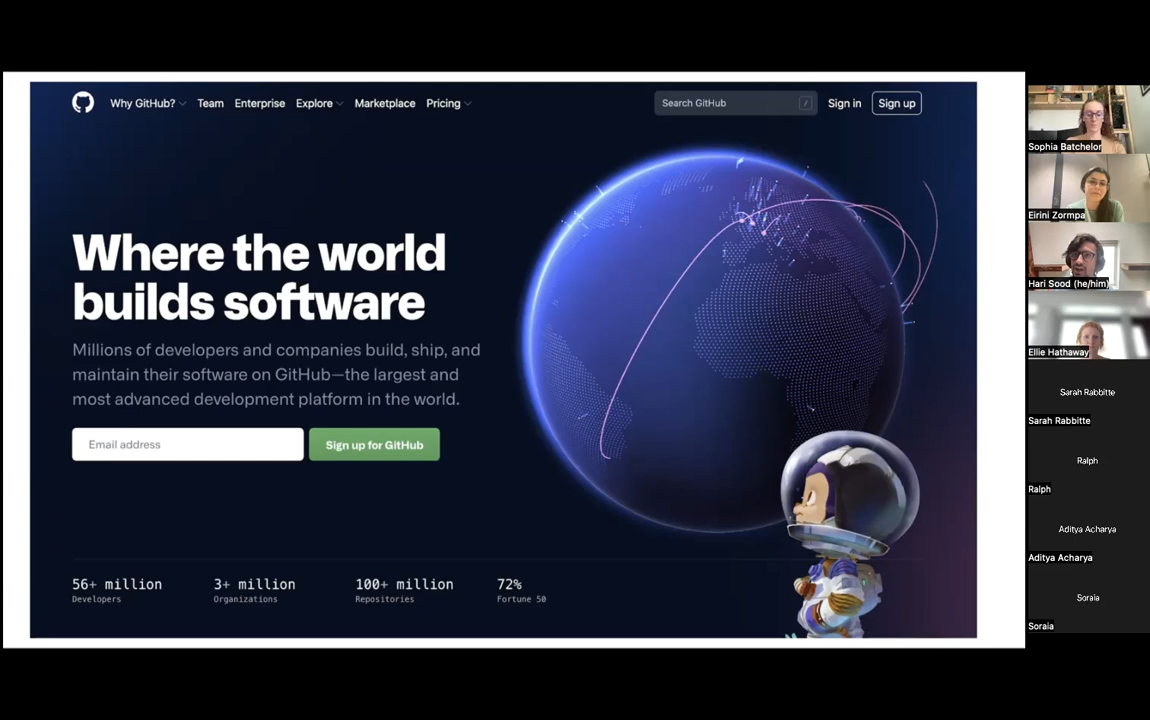 Why GitHub? Team Enterprise Explore Marketplace Pricing
Search GitHub /
Sign in
Sign up
Where the world
builds software
Millions of developers and companies build, ship, and
maintain their software on GitHub—the largest and
most advanced development platform in the world.
Email address
Sign up for GitHub
56+ million
Developers
3+ million
Organizations
100+ million
Repositories
72%
Fortune 50
Sophia Batchelor
Eirini Zormpa
Hari Sood (he/him)
Ellie Hathaway
Sarah Rabbitte
Sarah Rabbitte
Ralph
Ralph
Aditya Acharya
Aditya Acharya
Soraia
Soraia